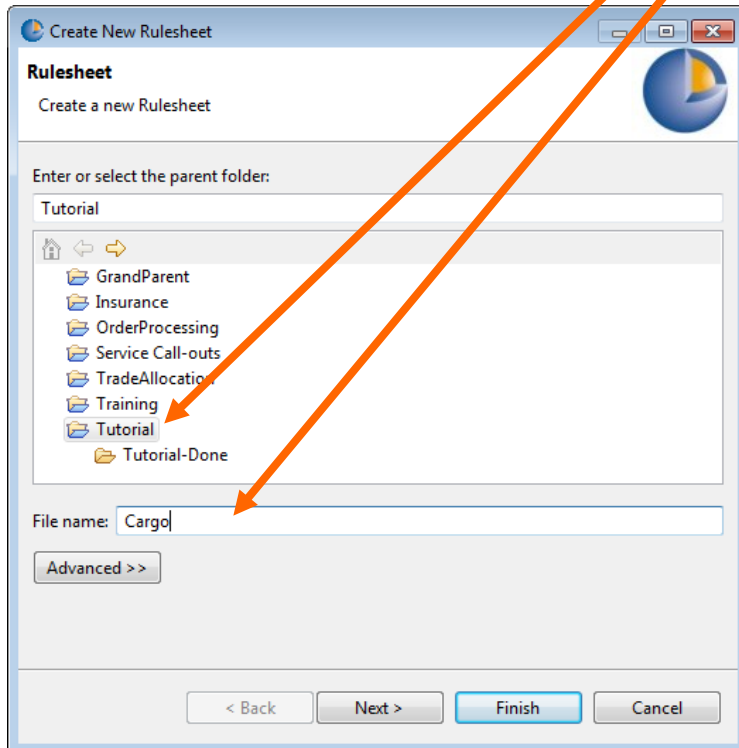 Create New Rulesheet
Rulesheet
Create a new Rulesheet
Enter or select the parent folder:
Tutorial
GrandParent
Insurance
OrderProcessing
Service Call-outs
TradeAllocation
Training
Tutorial
Tutorial-Done
File name: Cargo
Advanced >>
< Back Next > Finish Cancel